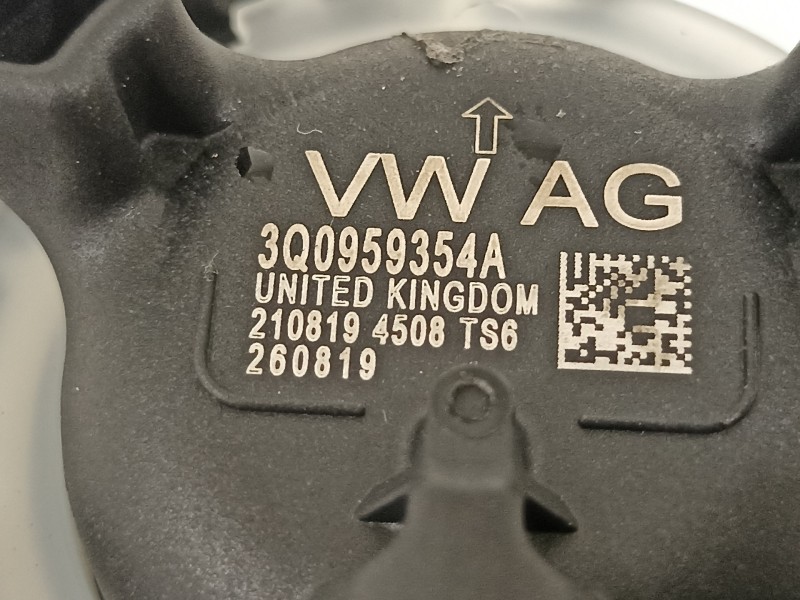 VW AG
3Q0959354A
UNITED KINGDOM
210819 4508 TS6
260819